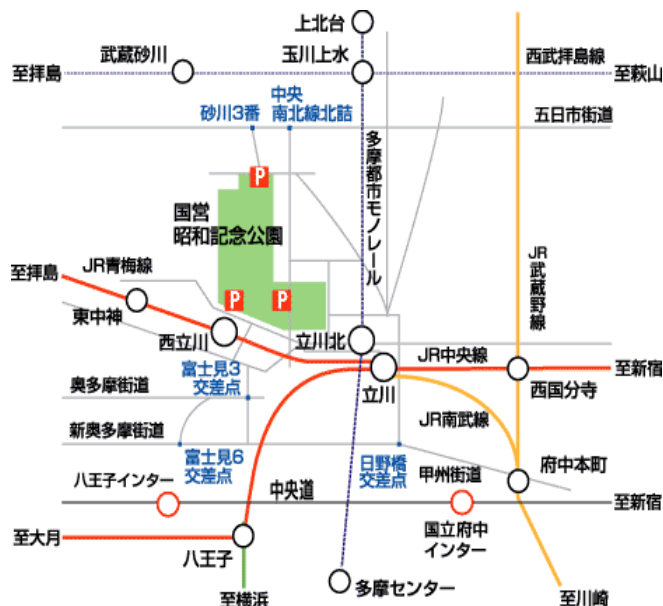 上北台
武蔵砂川
玉川上水
西武拝島線
至拝島
至萩山
中央
砂川3番
南北線北詰
五日市街道
多摩都市モノレール
P
国営
昭和記念公園
JR武蔵野線
至拝島
JR青梅線
P
P
東中神
西立川
立川北
JR中央線
富士見3
交差点
立川
至新宿
西国分寺
奥多摩街道
JR南武線
新奥多摩街道
富士見6
交差点
日野橋
交差点
府中本町
甲州街道
八王子インター
中央道
至新宿
国立府中
インター
至大月
八王子
多摩センター
至横浜
至川崎